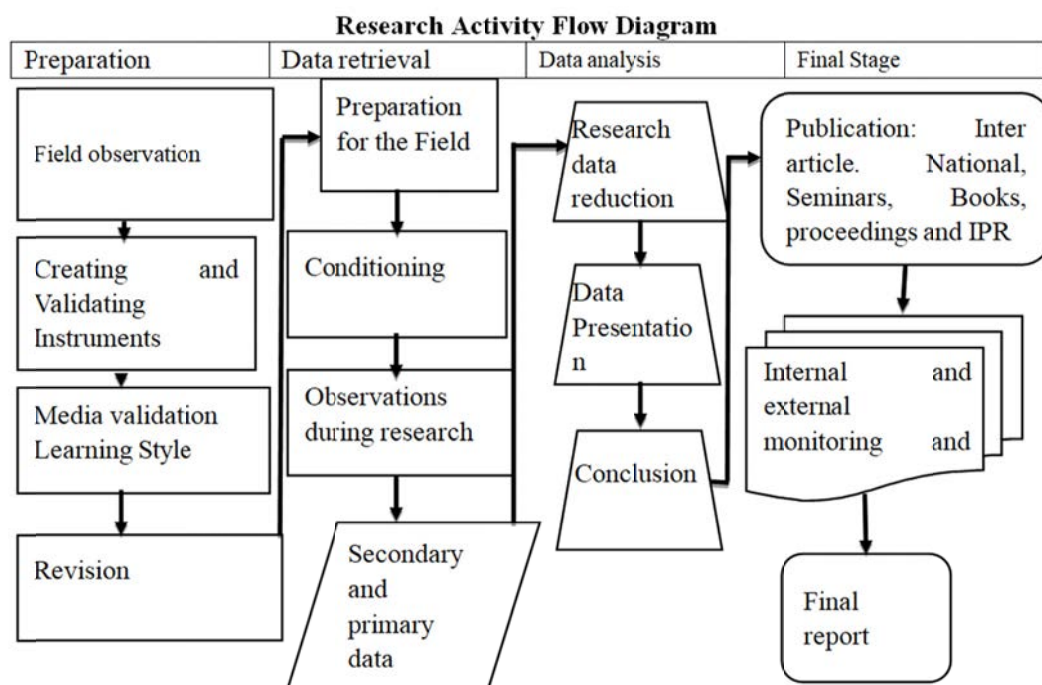 Research Activity Flow Diagram
Preparation
Data retrieval
Data analysis
Final Stage
Field observation
Creating and
Validating
Instruments
Media validation
Learning Style
Revision
Preparation
for the Field
Conditioning
Observations
during research
Secondary
and
primary
data
Research
data
reduction
Data
Presentatio
n
Conclusion
Publication: Inter
article. National,
Seminars, Books,
proceedings and IPR
Internal and
external
monitoring and
Final
report